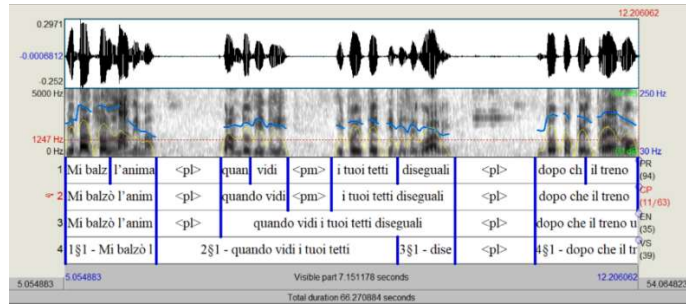 12.206062
0.2971
-0.0006812
-0.252
5000 Hz 250 Hz
1247 Hz
0 Hz 30 Hz
1 Mi balz l'anima <pl> quan vidi <pm> i tuoi tetti diseguali <pl> dopo ch il treno PR (94)
2 Mi balzò l'anim <pl> quando vidi <pm> i tuoi tetti diseguali <pl> dopo che il treno CP (11/63)
3 Mi balzò l'anim <pl> quando vidi i tuoi tetti diseguali <pl> dopo che il treno u EN (35)
4 1§1 - Mi balzò l 2§1 - quando vidi i tuoi tetti 3§1 - dise <pl> 4§1 - dopo che il tr VS (39)
5.054883 5.054883 Visible part 7.151178 seconds 12.206062 54.064823
Total duration 66.270884 seconds